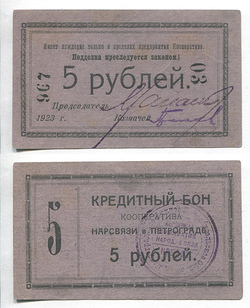 Билет имеет хождение только в пределах предприятий Кооператива.
Подделка преследуется законом:
967
5 рублей.
03
Председатель
1923 г.
Казначей
КРЕДИТНЫЙ БОН
КООПЕРАТИВА
НАРСВЯЗИ в ПЕТРОГРАДЕ
5
5 рублей.